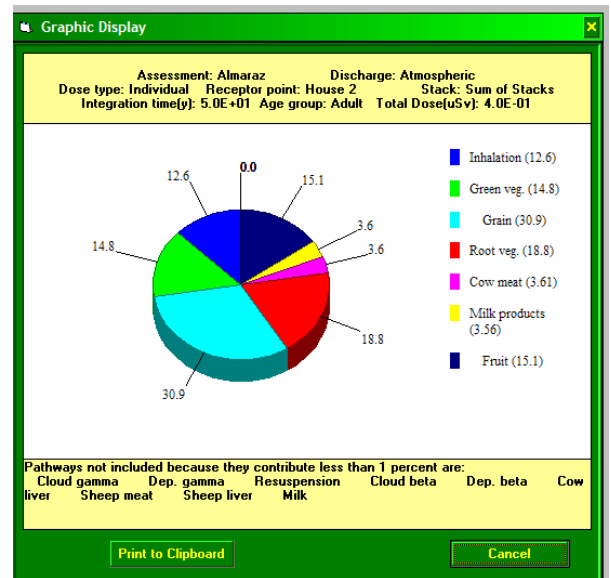 Graphic Display
Assessment: Almaraz Discharge: Atmospheric
Dose type: Individual Receptor point: House 2 Stack: Sum of Stacks
Integration time(y): 5.0E+01 Age group: Adult Total Dose(uSv): 4.0E-01
0.0
12.6
15.1
3.6
3.6
14.8
18.8
30.9
Inhalation (12.6)
Green veg. (14.8)
Grain (30.9)
Root veg. (18.8)
Cow meat (3.61)
Milk products
(3.56)
Fruit (15.1)
Pathways not included because they contribute less than 1 percent are:
Cloud gamma Dep. gamma Resuspension Cloud beta Dep. beta Cow
liver Sheep meat Sheep liver Milk
Print to Clipboard
Cancel